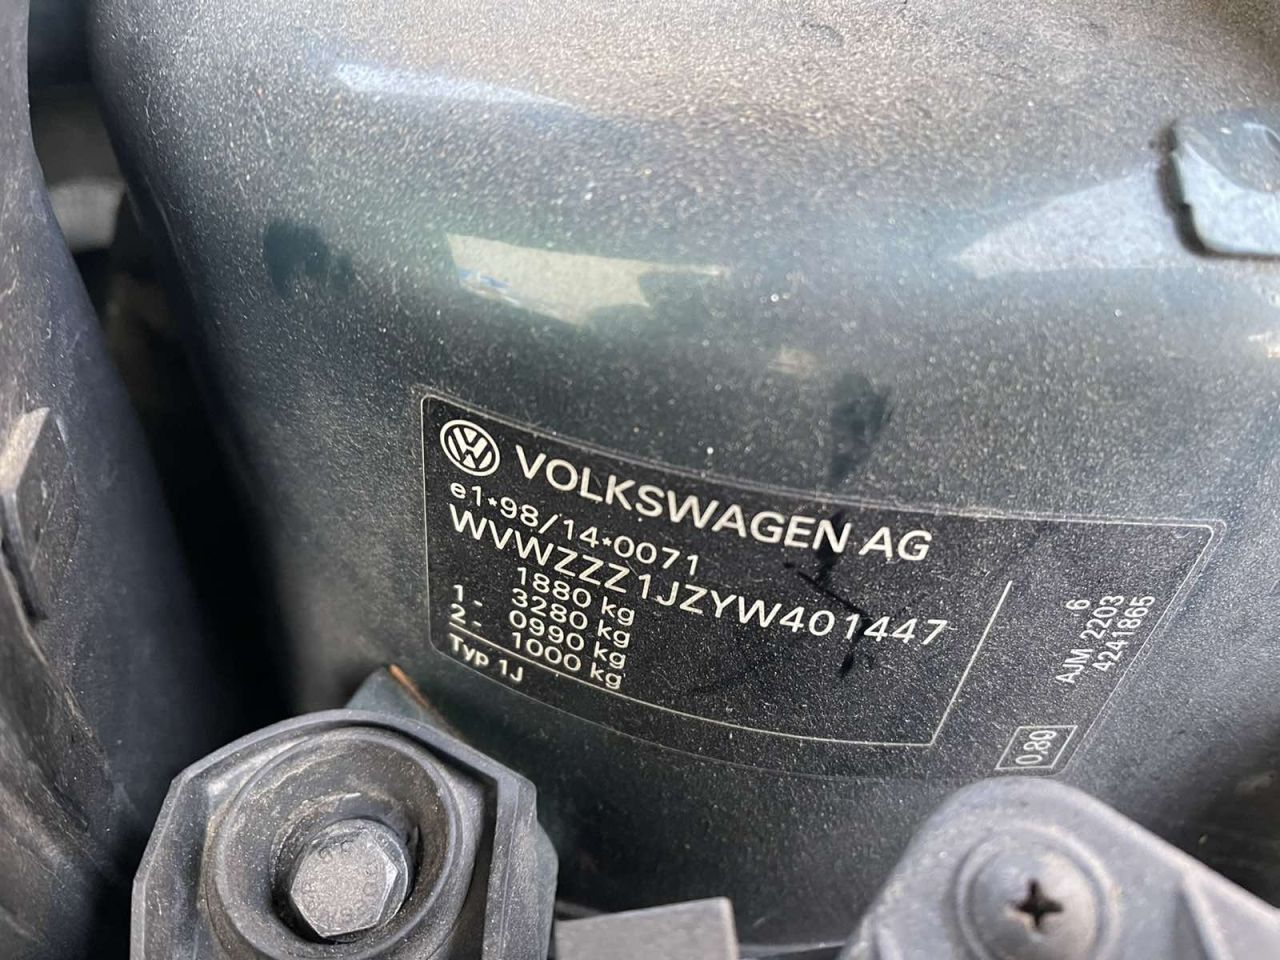 VOLKSWAGEN AG
e1*98/14*0071
WVWZZZ1JZYW401447
1880 kg
3280 kg
1- 0990 kg
2- 1000 kg
Typ 1J
6
AJM 2203
4241865
0,80